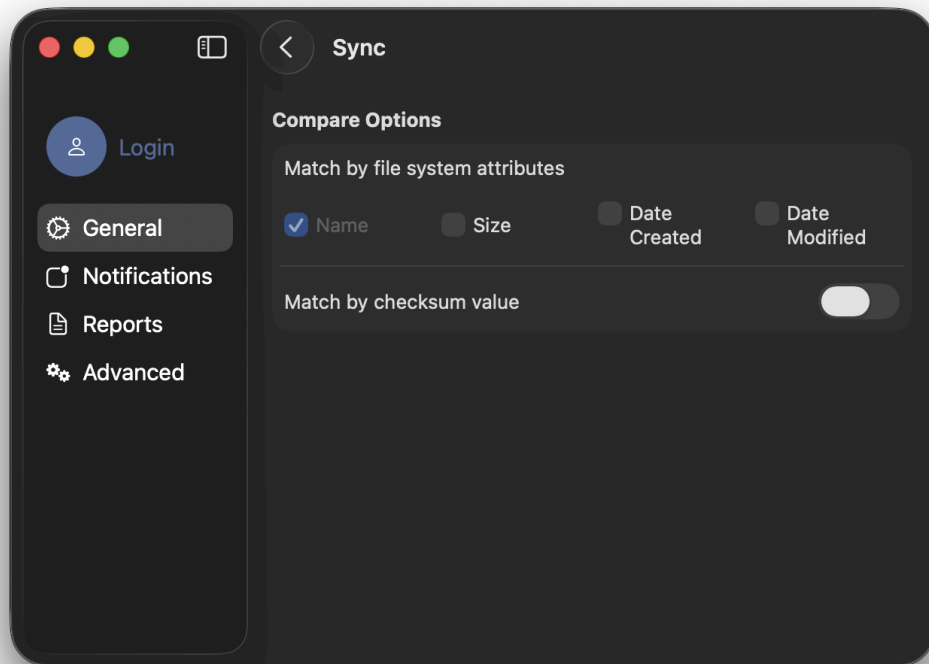 Sync
Login
General
Notifications
Reports
Advanced
Compare Options
Match by file system attributes
Name
Size
Date
Created
Date
Modified
Match by checksum value